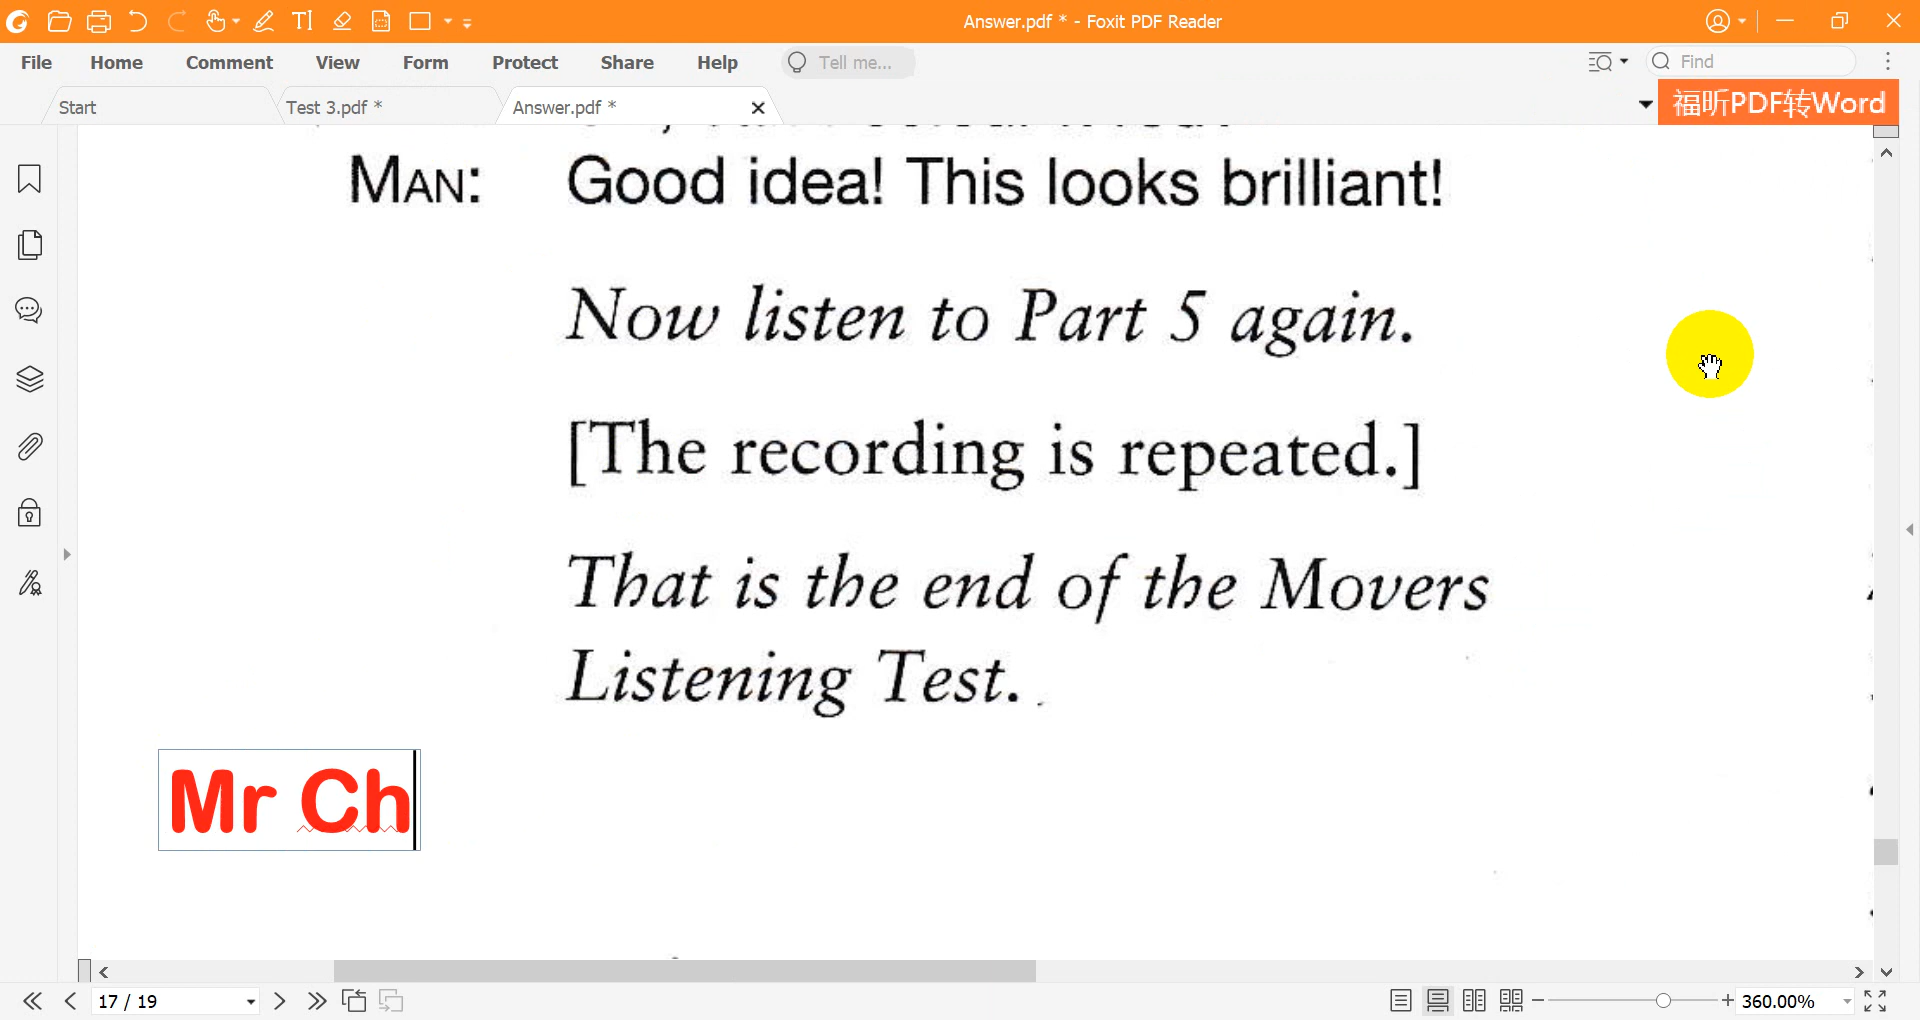 Answer.pdf * - Foxit PDF Reader
File Home Comment View Form Protect Share Help Tell me... Find
Start Test 3.pdf * Answer.pdf * 福昕PDF转Word
MAN: Good idea! This looks brilliant!
Now listen to Part 5 again.
[The recording is repeated.]
That is the end of the Movers
Listening Test.
Mr Ch
17 / 19 360.00%